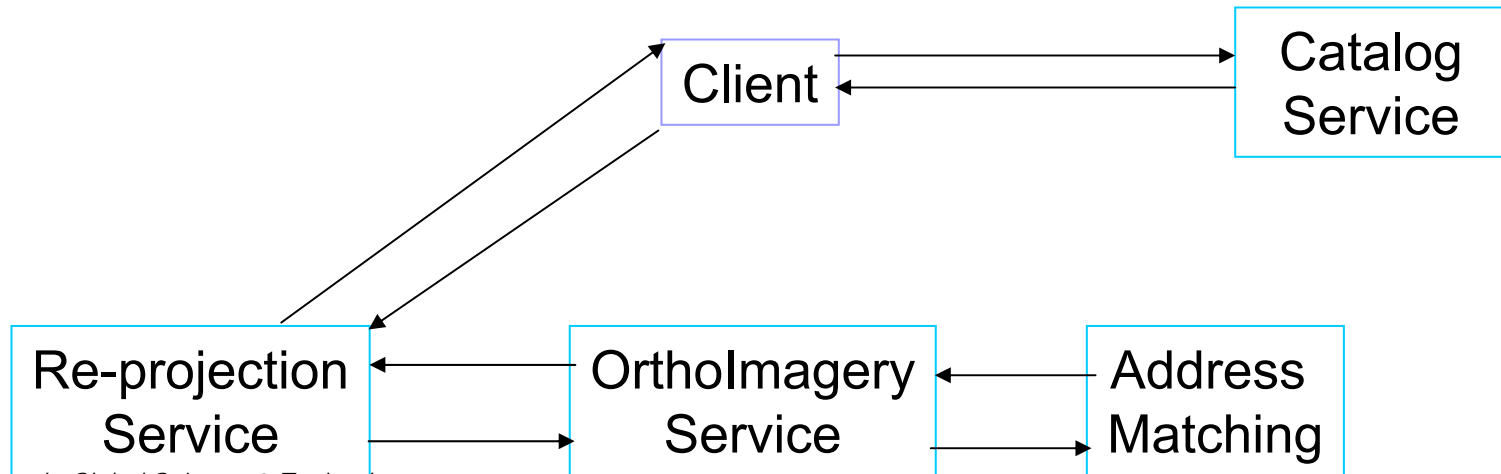 Client
Catalog
Service
Re-projection
Service
OrthoImagery
Service
Address
Matching